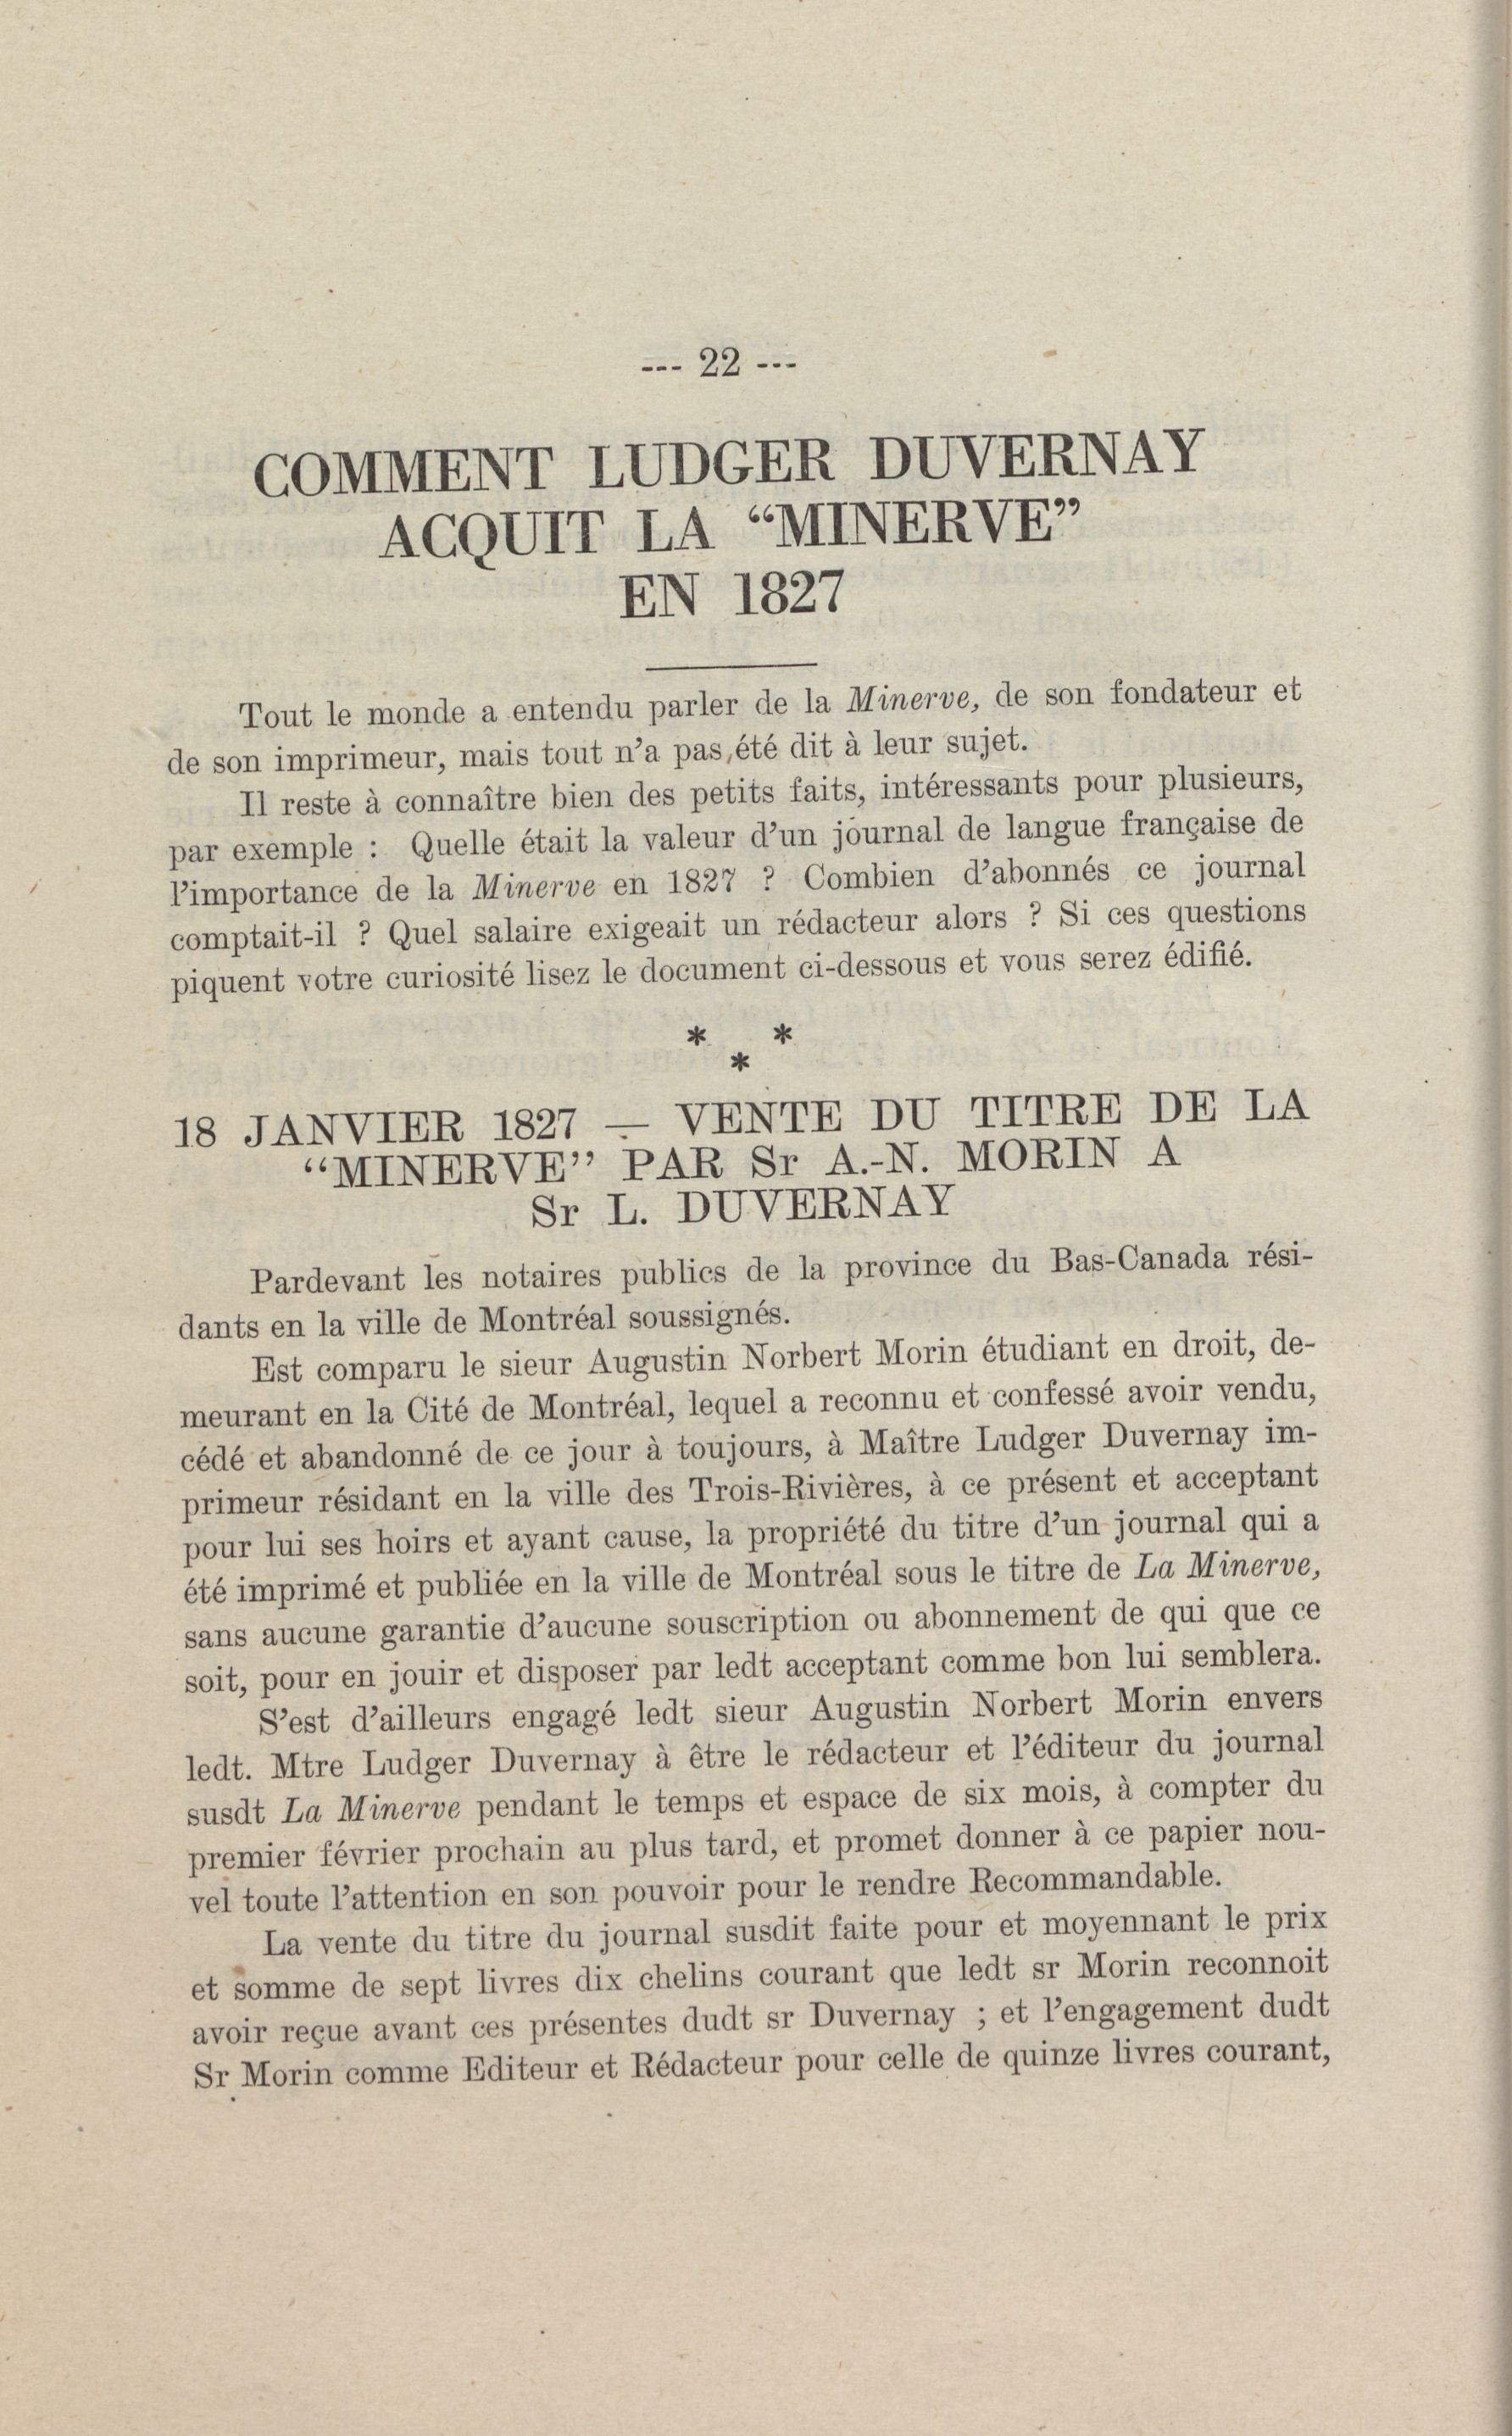 --- 22 ---
COMMENT LUDGER DUVERNAY
ACQUIT LA “MINERVE”
EN 1827
Tout le monde a entendu parler de la Minerve, de son fondateur et
de son imprimeur, mais tout n’a pas été dit à leur sujet.
Il reste à connaître bien des petits faits, intéressants pour plusieurs,
par exemple : Quelle était la valeur d’un journal de langue française de
l’importance de la Minerve en 1827 ? Combien d’abonnés ce journal
comptait-il ? Quel salaire exigeait un rédacteur alors ? Si ces questions
piquent votre curiosité lisez le document ci-dessous et vous serez édifié.
* *
*
18 JANVIER 1827 — VENTE DU TITRE DE LA
“MINERVE” PAR Sr A.-N. MORIN A
Sr L. DUVERNAY
Pardevant les notaires publics de la province du Bas-Canada rési-
dants en la ville de Montréal soussignés.
Est comparu le sieur Augustin Norbert Morin étudiant en droit, de-
meurant en la Cité de Montréal, lequel a reconnu et confessé avoir vendu,
cédé et abandonné de ce jour à toujours, à Maître Ludger Duvernay im-
primeur résidant en la ville des Trois-Rivières, à ce présent et acceptant
pour lui ses hoirs et ayant cause, la propriété du titre d’un journal qui a
été imprimé et publiée en la ville de Montréal sous le titre de La Minerve,
sans aucune garantie d’aucune souscription ou abonnement de qui que ce
soit, pour en jouir et disposer par ledt acceptant comme bon lui semblera.
S’est d’ailleurs engagé ledt sieur Augustin Norbert Morin envers
ledt. Mtre Ludger Duvernay à être le rédacteur et l’éditeur du journal
susdt La Minerve pendant le temps et espace de six mois, à compter du
premier février prochain au plus tard, et promet donner à ce papier nou-
vel toute l’attention en son pouvoir pour le rendre Recommandable.
La vente du titre du journal susdit faite pour et moyennant le prix
et somme de sept livres dix chelins courant que ledt sr Morin reconnoit
avoir reçue avant ces présentes dudt sr Duvernay ; et l’engagement dudt
Sr Morin comme Editeur et Rédacteur pour celle de quinze livres courant,